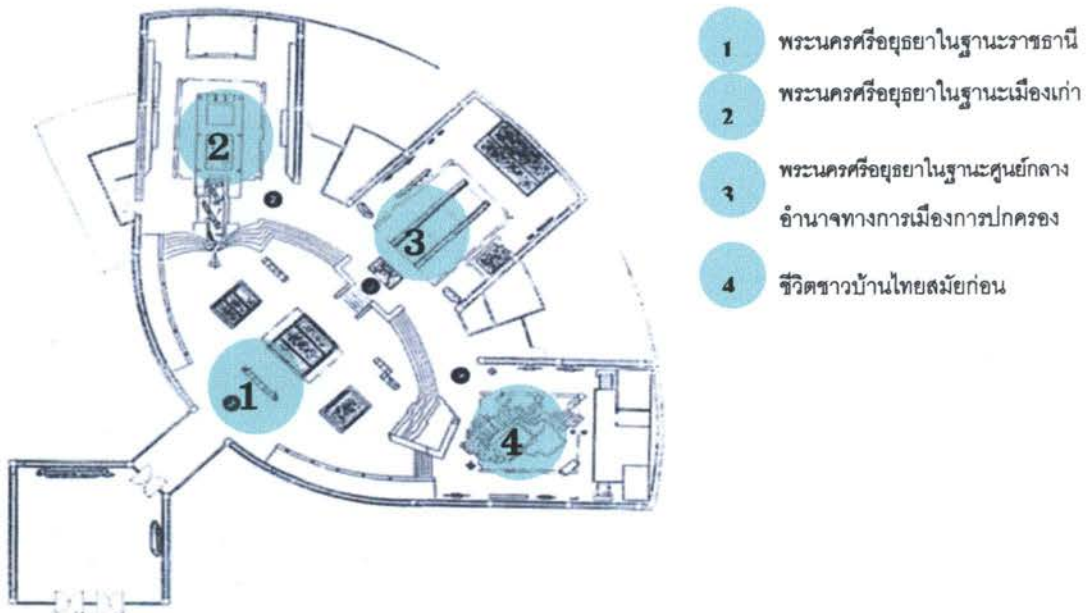 1 พระนครศรีอยุธยาในฐานะราชธานี
2 พระนครศรีอยุธยาในฐานะเมืองเก่า
3 พระนครศรีอยุธยาในฐานะศูนย์กลาง
อำนาจทางการเมืองการปกครอง
4 ชีวิตชาวบ้านไทยสมัยก่อน
2
3
1
4